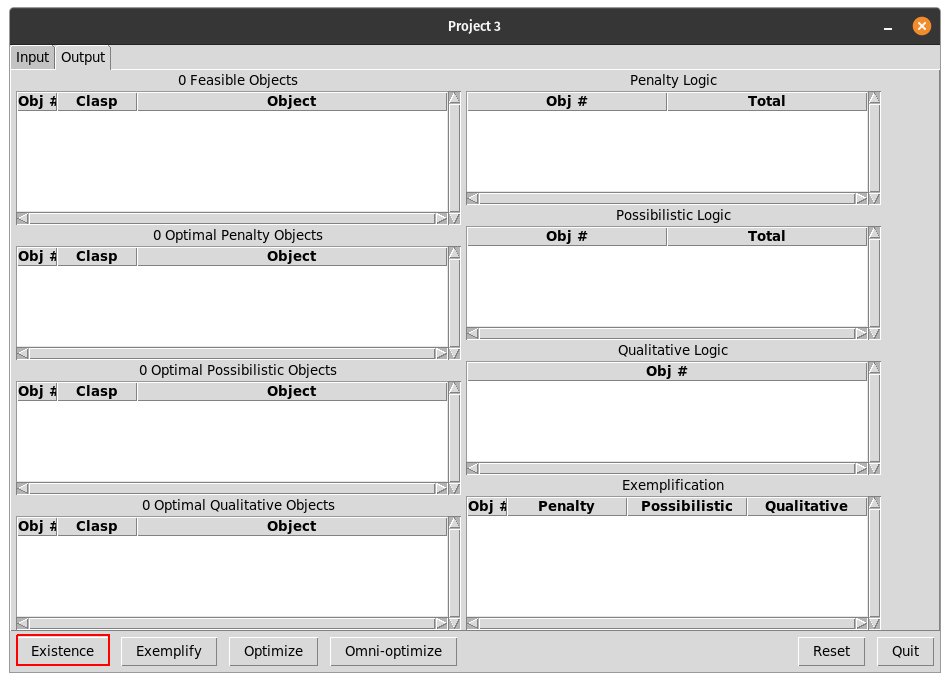 Project 3
Input Output
0 Feasible Objects
Obj # Clasp Object
0 Optimal Penalty Objects
Obj # Clasp Object
0 Optimal Possibilistic Objects
Obj # Clasp Object
0 Optimal Qualitative Objects
Obj # Clasp Object
Penalty Logic
Obj # Total
Possibilistic Logic
Obj # Total
Qualitative Logic
Obj #
Exemplification
Obj # Penalty Possibilistic Qualitative
Existence Exemplify Optimize Omni-optimize Reset Quit